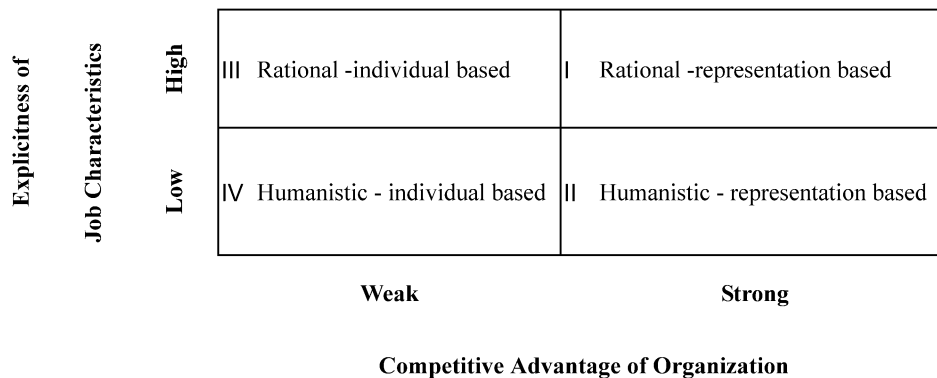 Explicitness of
Job Characteristics
High
III Rational -individual based
I Rational -representation based
Low
IV Humanistic - individual based
II Humanistic - representation based
Weak
Strong
Competitive Advantage of Organization